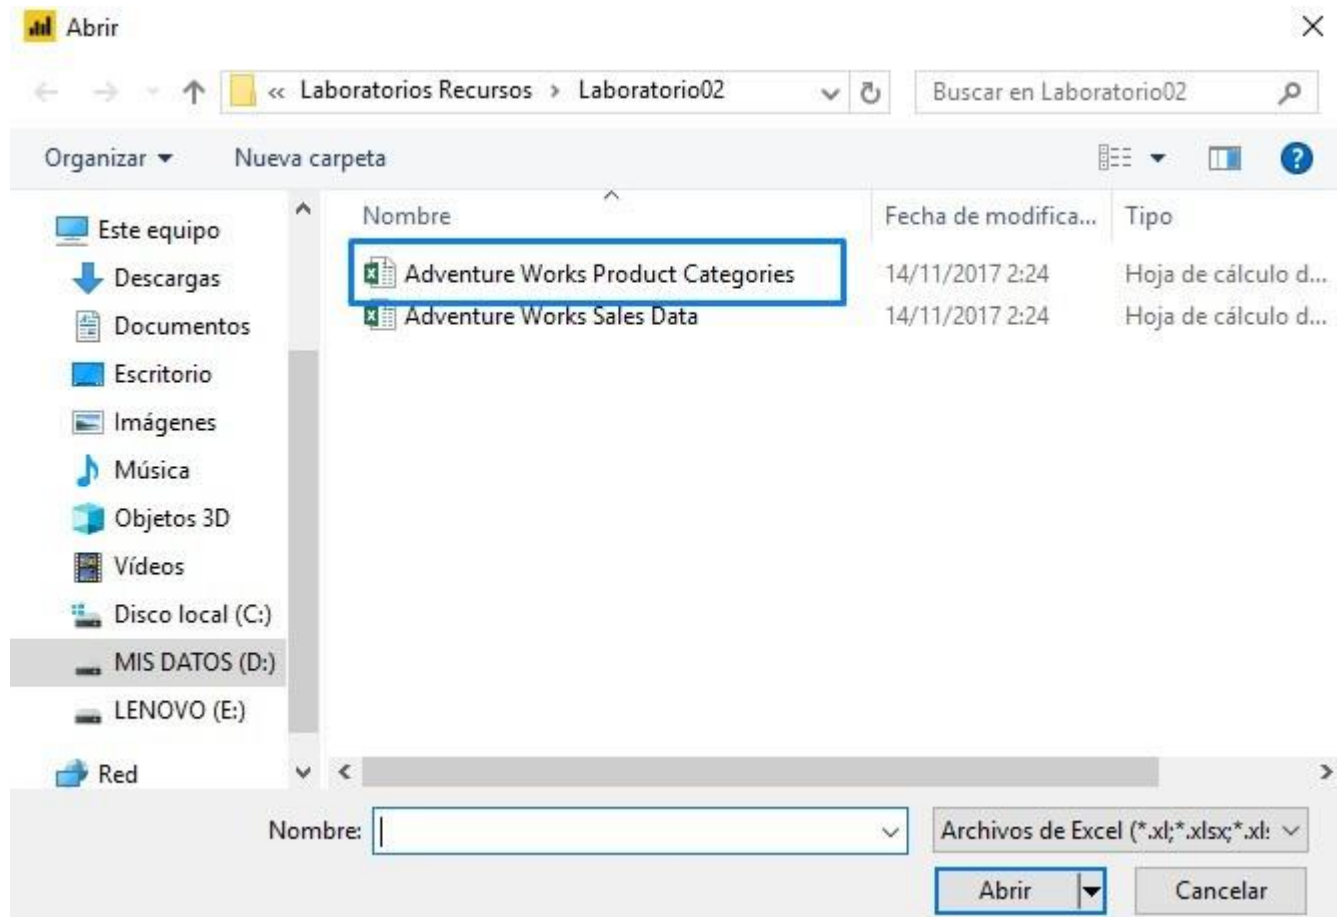 Abrir
« Laboratorios Recursos › Laboratorio02
Buscar en Laboratorio02
Organizar
Nueva carpeta
Este equipo
Descargas
Documentos
Escritorio
Imágenes
Música
Objetos 3D
Vídeos
Disco local (C:)
MIS DATOS (D:)
LENOVO (E:)
Red
Nombre Fecha de modifica... Tipo
Adventure Works Product Categories 14/11/2017 2:24 Hoja de cálculo d...
Adventure Works Sales Data 14/11/2017 2:24 Hoja de cálculo d...
Nombre:
Archivos de Excel (*.xl;*.xlsx;*.xl
Abrir
Cancelar